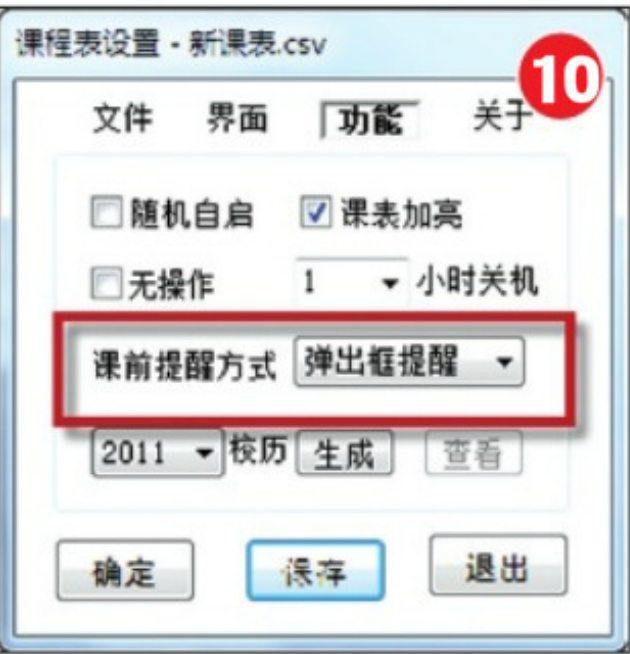 课程表设置 - 新课表.csv
10
文件 界面 功能 关于
随机自启 课表加亮
无操作 1 小时关机
课前提醒方式 弹出框提醒
2011 校历 生成 查看
确定 保存 退出